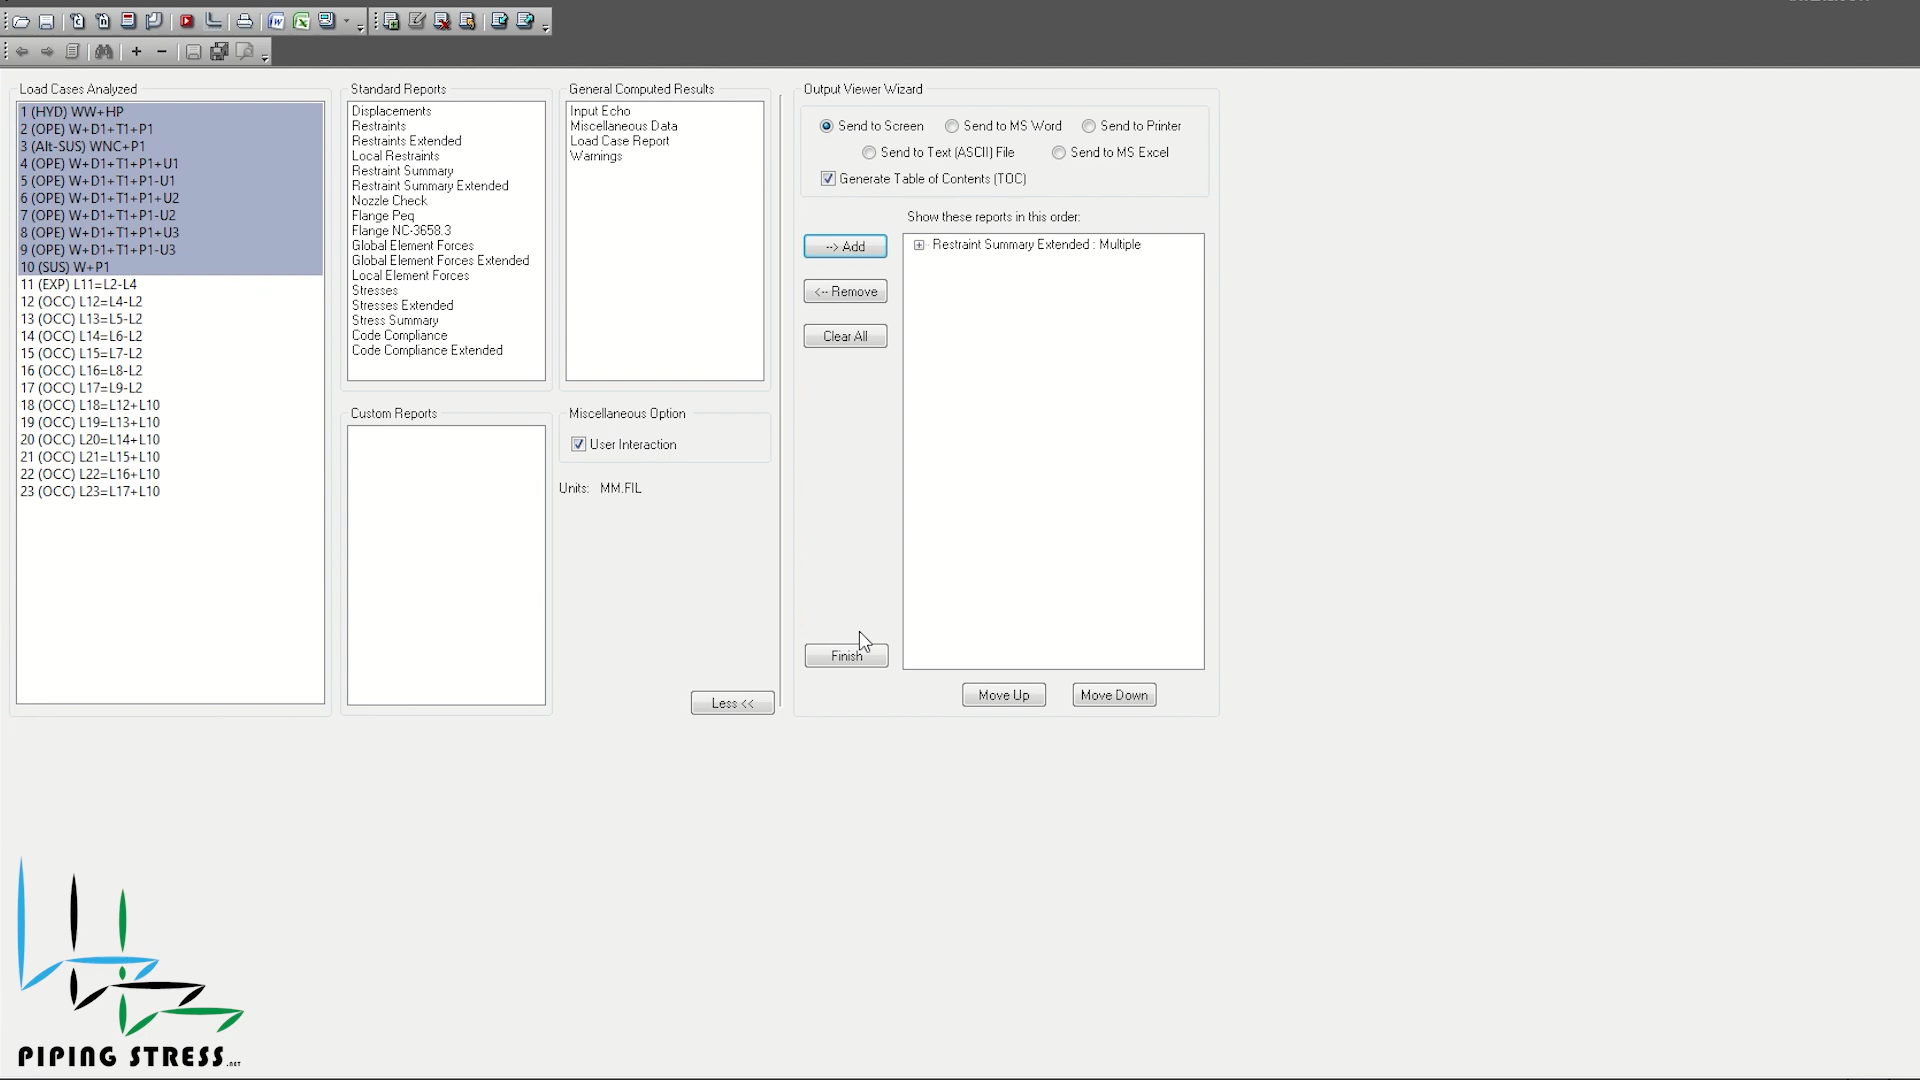 Load Cases Analyzed
1 (HYD) WW+HP
2 (OPE) W+D1+T1+P1
3 (Alt-SUS) WNC+P1
4 (OPE) W+D1+T1+P1+U1
5 (OPE) W+D1+T1+P1-U1
6 (OPE) W+D1+T1+P1+U2
7 (OPE) W+D1+T1+P1-U2
8 (OPE) W+D1+T1+P1+U3
9 (OPE) W+D1+T1+P1-U3
10 (SUS) W+P1
11 (EXP) L11=L2-L4
12 (OCC) L12=L4-L2
13 (OCC) L13=L5-L2
14 (OCC) L14=L6-L2
15 (OCC) L15=L7-L2
16 (OCC) L16=L8-L2
17 (OCC) L17=L9-L2
18 (OCC) L18=L12+L10
19 (OCC) L19=L13+L10
20 (OCC) L20=L14+L10
21 (OCC) L21=L15+L10
22 (OCC) L22=L16+L10
23 (OCC) L23=L17+L10
Standard Reports
Displacements
Restraints
Restraints Extended
Local Restraints
Restraint Summary
Restraint Summary Extended
Nozzle Check
Flange Peq
Flange NC-3658.3
Global Element Forces
Global Element Forces Extended
Local Element Forces
Stresses
Stresses Extended
Stress Summary
Code Compliance
Code Compliance Extended
Custom Reports
General Computed Results
Input Echo
Miscellaneous Data
Load Case Report
Warnings
Miscellaneous Option
User Interaction
Units: MM.FIL
Less <<
Output Viewer Wizard
Send to Screen Send to MS Word Send to Printer
Send to Text (ASCII) File Send to MS Excel
Generate Table of Contents (TOC)
Show these reports in this order:
--> Add
<-- Remove
Clear All
Restraint Summary Extended : Multiple
Finish
Move Up Move Down
PIPING STRESS.NET